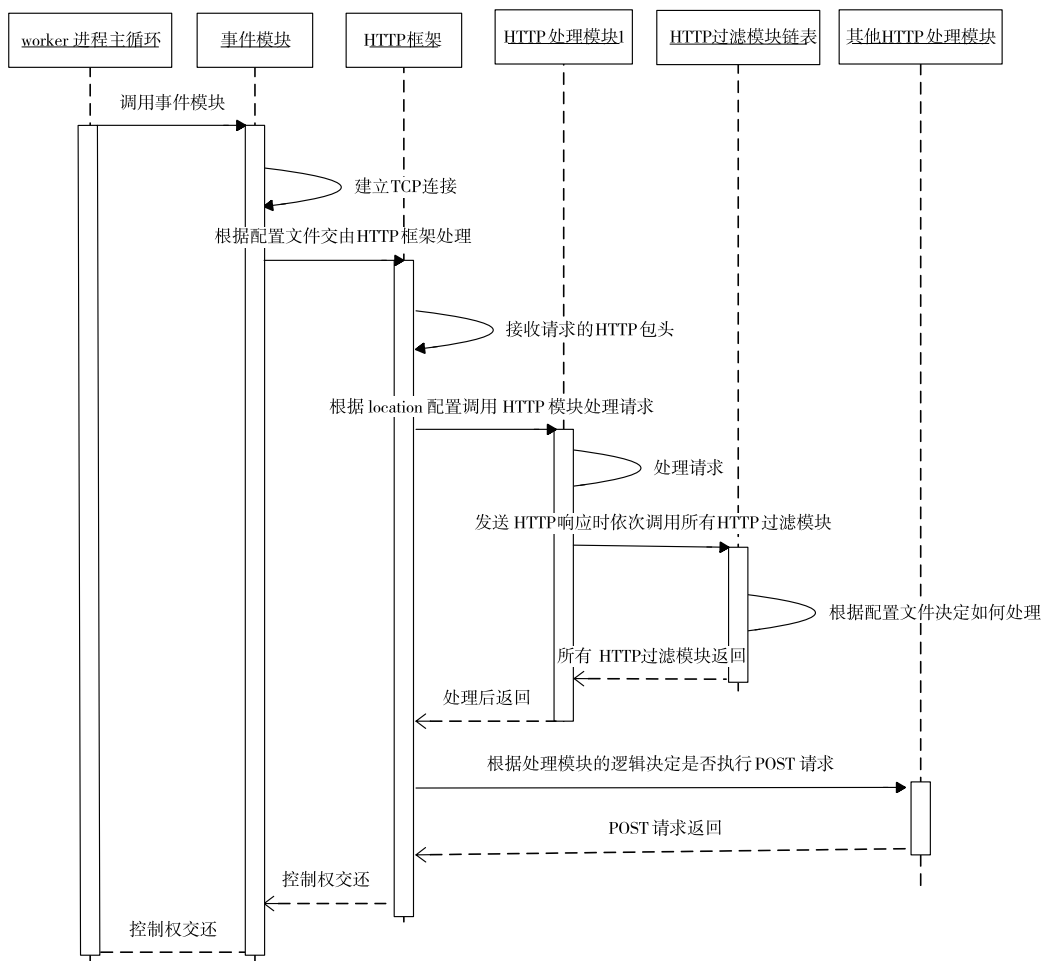 worker 进程主循环
事件模块
HTTP框架
HTTP处理模块1
HTTP过滤模块链表
其他HTTP处理模块
调用事件模块
建立TCP连接
根据配置文件交由HTTP框架处理
接收请求的HTTP包头
根据 location 配置调用 HTTP 模块处理请求
处理请求
发送 HTTP响应时依次调用所有HTTP过滤模块
根据配置文件决定如何处理
所有 HTTP过滤模块返回
处理后返回
根据处理模块的逻辑决定是否执行POST 请求
POST 请求返回
控制权交还
控制权交还